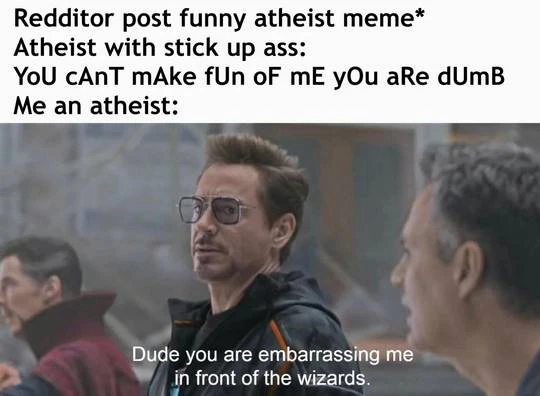 Redditor post funny atheist meme*
Atheist with stick up ass:
YoU cAnT mAke fUn oF mE yOu aRe dUmB
Me an atheist:
Dude you are embarrassing me
in front of the wizards.